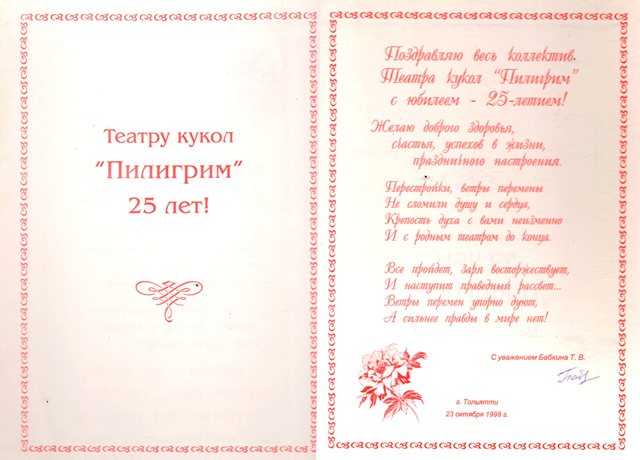 Театру кукол
"Пилигрим"
25 лет!
Поздравляю весь коллектив
Театра кукол "Пилигрим"
с юбилеем - 25-летием!
Желаю доброго здоровья,
счастья, успехов в жизни,
праздничного настроения.
Перестройки, ветры перемены
Не сломили душу и сердца,
Крепость духа с вами неизменно
И с родным театром до конца.
Все пройдет, заря восторжествует,
И наступит праведный рассвет...
Ветры перемен упорно дуют,
А сильнее правды в мире нет!
С уважением Бабкина Т. В.
г. Тольятти
23 октября 1998 г.